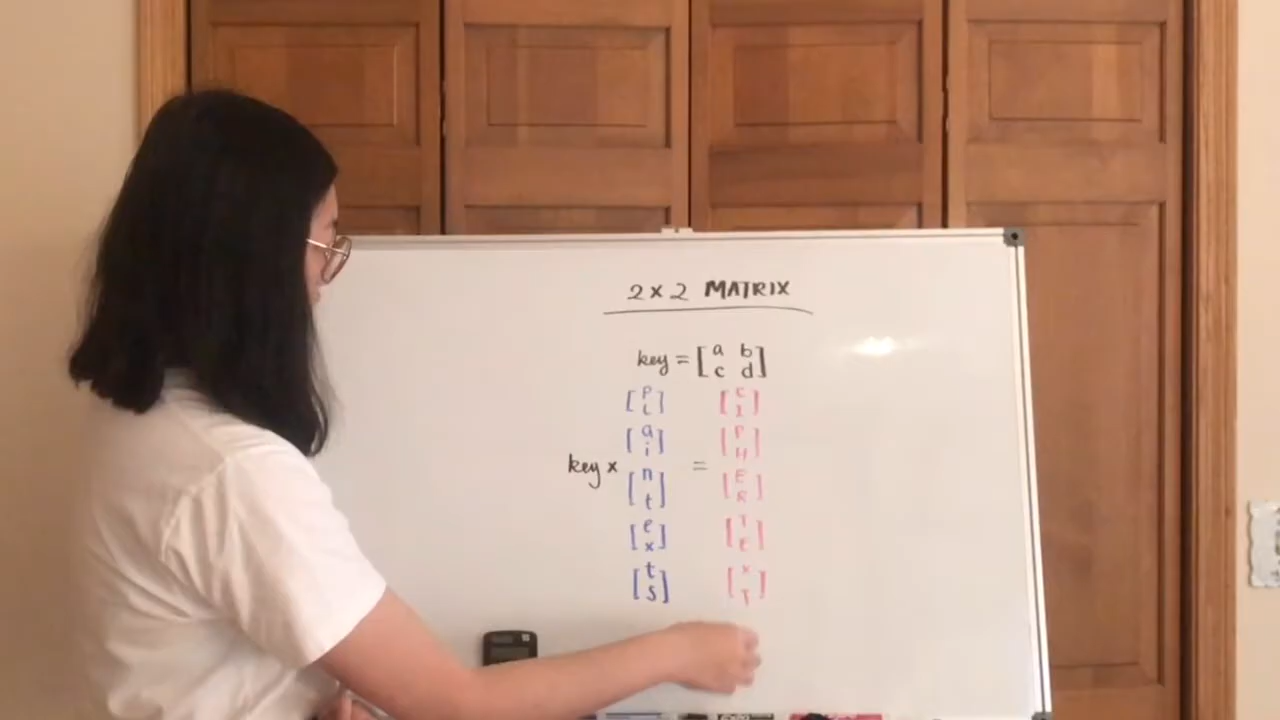 2 × 2 MATRIX
key = [a b
c d]
key × [p
l] = [C
I]
[a
i] [P
H]
[n
t] [E
R]
[e
x] [T
E]
[t
s] [X
T]